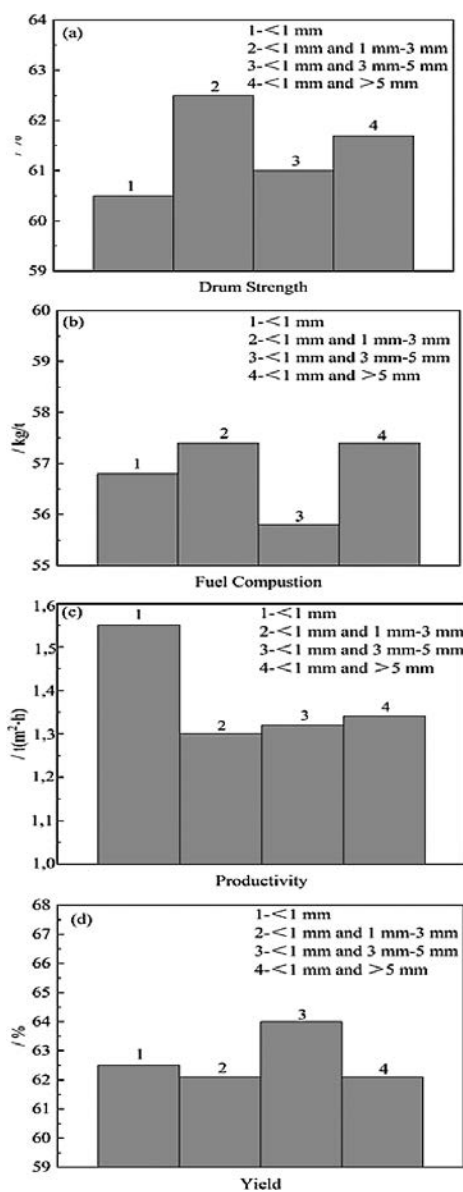 (a)
1-<1 mm
2-<1 mm and 1 mm-3 mm
3-<1 mm and 3 mm-5 mm
4-<1 mm and >5 mm
64
63
62
61
60
59
1
2
3
4
Drum Strength
(b)
1-<1 mm
2-<1 mm and 1 mm-3 mm
3-<1 mm and 3 mm-5 mm
4-<1 mm and >5 mm
60
59
58
57
56
55
/ kg/t
1
2
3
4
Fuel Compustion
(c)
1-<1 mm
2-<1 mm and 1 mm-3 mm
3-<1 mm and 3 mm-5 mm
4-<1 mm and >5 mm
1,6
1,5
1,4
1,3
1,2
1,1
1,0
/ t(m²·h)
1
2
3
4
Productivity
(d)
1-<1 mm
2-<1 mm and 1 mm-3 mm
3-<1 mm and 3 mm-5 mm
4-<1 mm and >5 mm
68
67
66
65
64
63
62
61
60
59
/ %
1
2
3
4
Yield